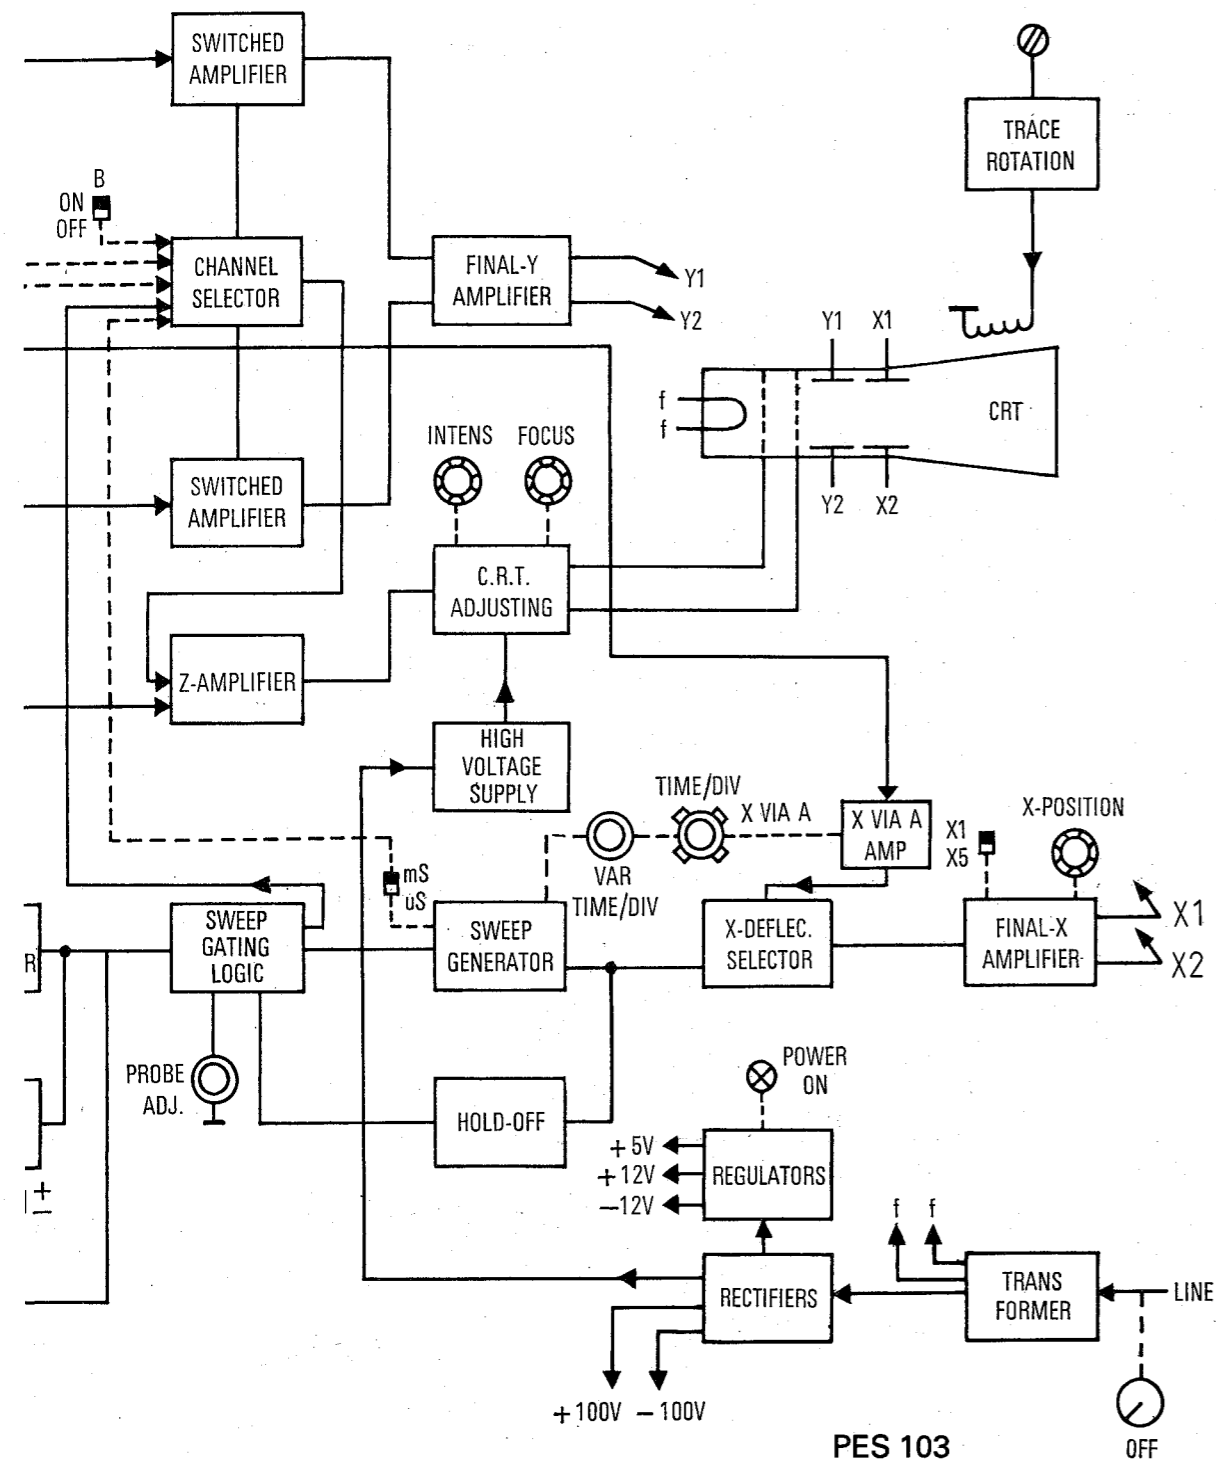 SWITCHED
AMPLIFIER
TRACE
ROTATION
B
ON
OFF
CHANNEL
SELECTOR
FINAL-Y
AMPLIFIER
Y1
Y2
Y1
X1
f
f
CRT
Y2
X2
INTENS
FOCUS
SWITCHED
AMPLIFIER
C.R.T.
ADJUSTING
Z-AMPLIFIER
HIGH
VOLTAGE
SUPPLY
TIME/DIV
X VIA A
VAR
TIME/DIV
X VIA A
AMP
X1
X5
X-POSITION
mS
uS
SWEEP
GATING
LOGIC
SWEEP
GENERATOR
X-DEFLEC.
SELECTOR
FINAL-X
AMPLIFIER
X1
X2
R
PROBE
ADJ.
HOLD-OFF
POWER
ON
+5V
+12V
−12V
REGULATORS
+
−
f
f
RECTIFIERS
TRANS
FORMER
LINE
+100V
−100V
PES 103
OFF